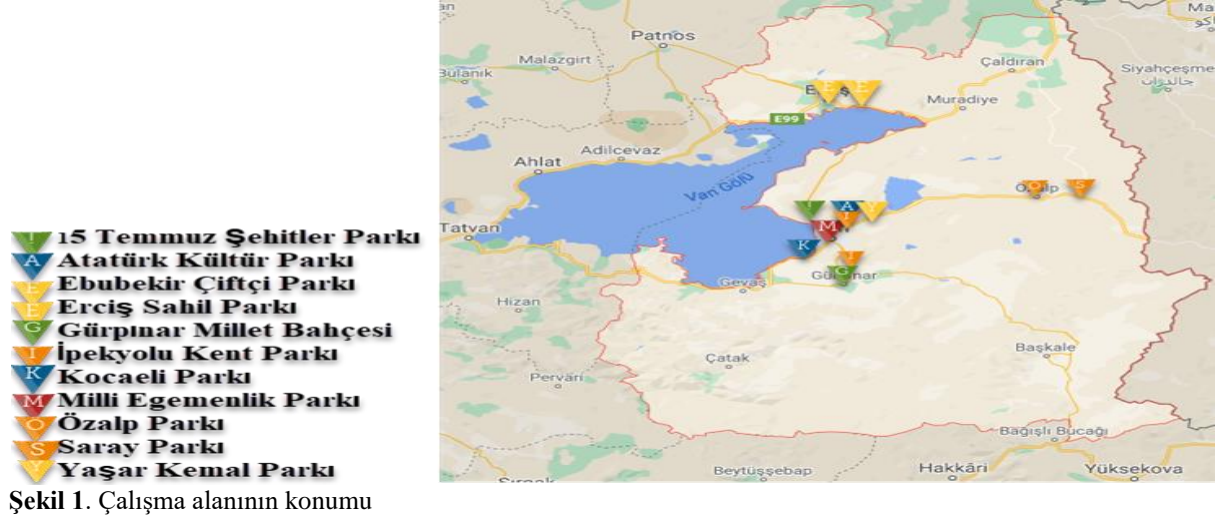 ! 15 Temmuz Şehitler Parkı
A Atatürk Kültür Parkı
E Ebubekir Çiftçi Parkı
E Erciş Sahil Parkı
G Gürpınar Millet Bahçesi
I İpekyolu Kent Parkı
K Kocaeli Parkı
M Milli Egemenlik Parkı
O Özalp Parkı
S Saray Parkı
Y Yaşar Kemal Parkı
Patnos
Malazgirt
Bulanık
Çaldıran
Siyahçeşme
E E
Muradiye
E99
Adilcevaz
Ahlat
Van Gölü
O S
! A Y
I
M
Tatvan
K
I
G
Gevaş
Hizan
Çatak
Başkale
Pervari
Bağışlı Bucağı
Beytüşşebap
Hakkâri
Yüksekova
Şekil 1. Çalışma alanının konumu